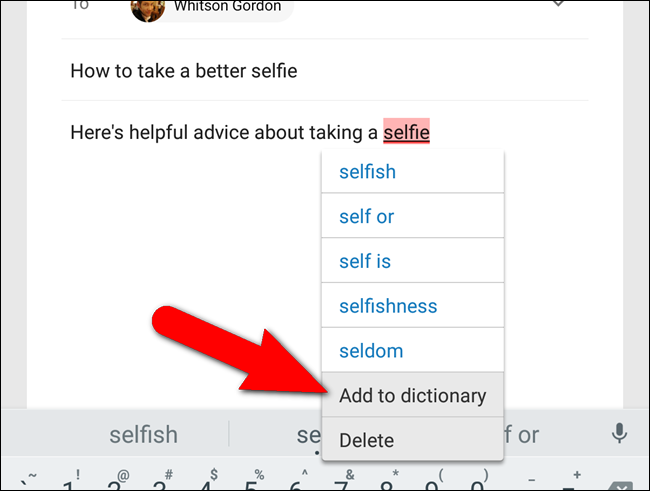 To Whitson Gordon
How to take a better selfie
Here's helpful advice about taking a selfie
selfish
self or
self is
selfishness
seldom
Add to dictionary
Delete
selfish
~ ! @ # $ % ^ & * ( ) _ +